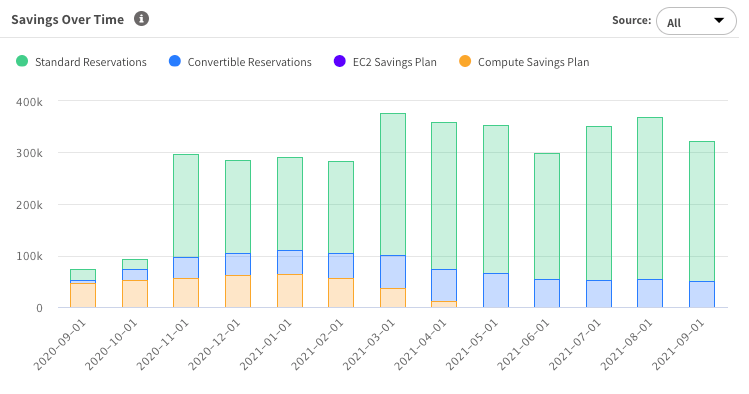 Savings Over Time i
Source: All
Standard Reservations Convertible Reservations EC2 Savings Plan Compute Savings Plan
400k
300k
200k
100k
0
2020-09-01 2020-10-01 2020-11-01 2020-12-01 2021-01-01 2021-02-01 2021-03-01 2021-04-01 2021-05-01 2021-06-01 2021-07-01 2021-08-01 2021-09-01